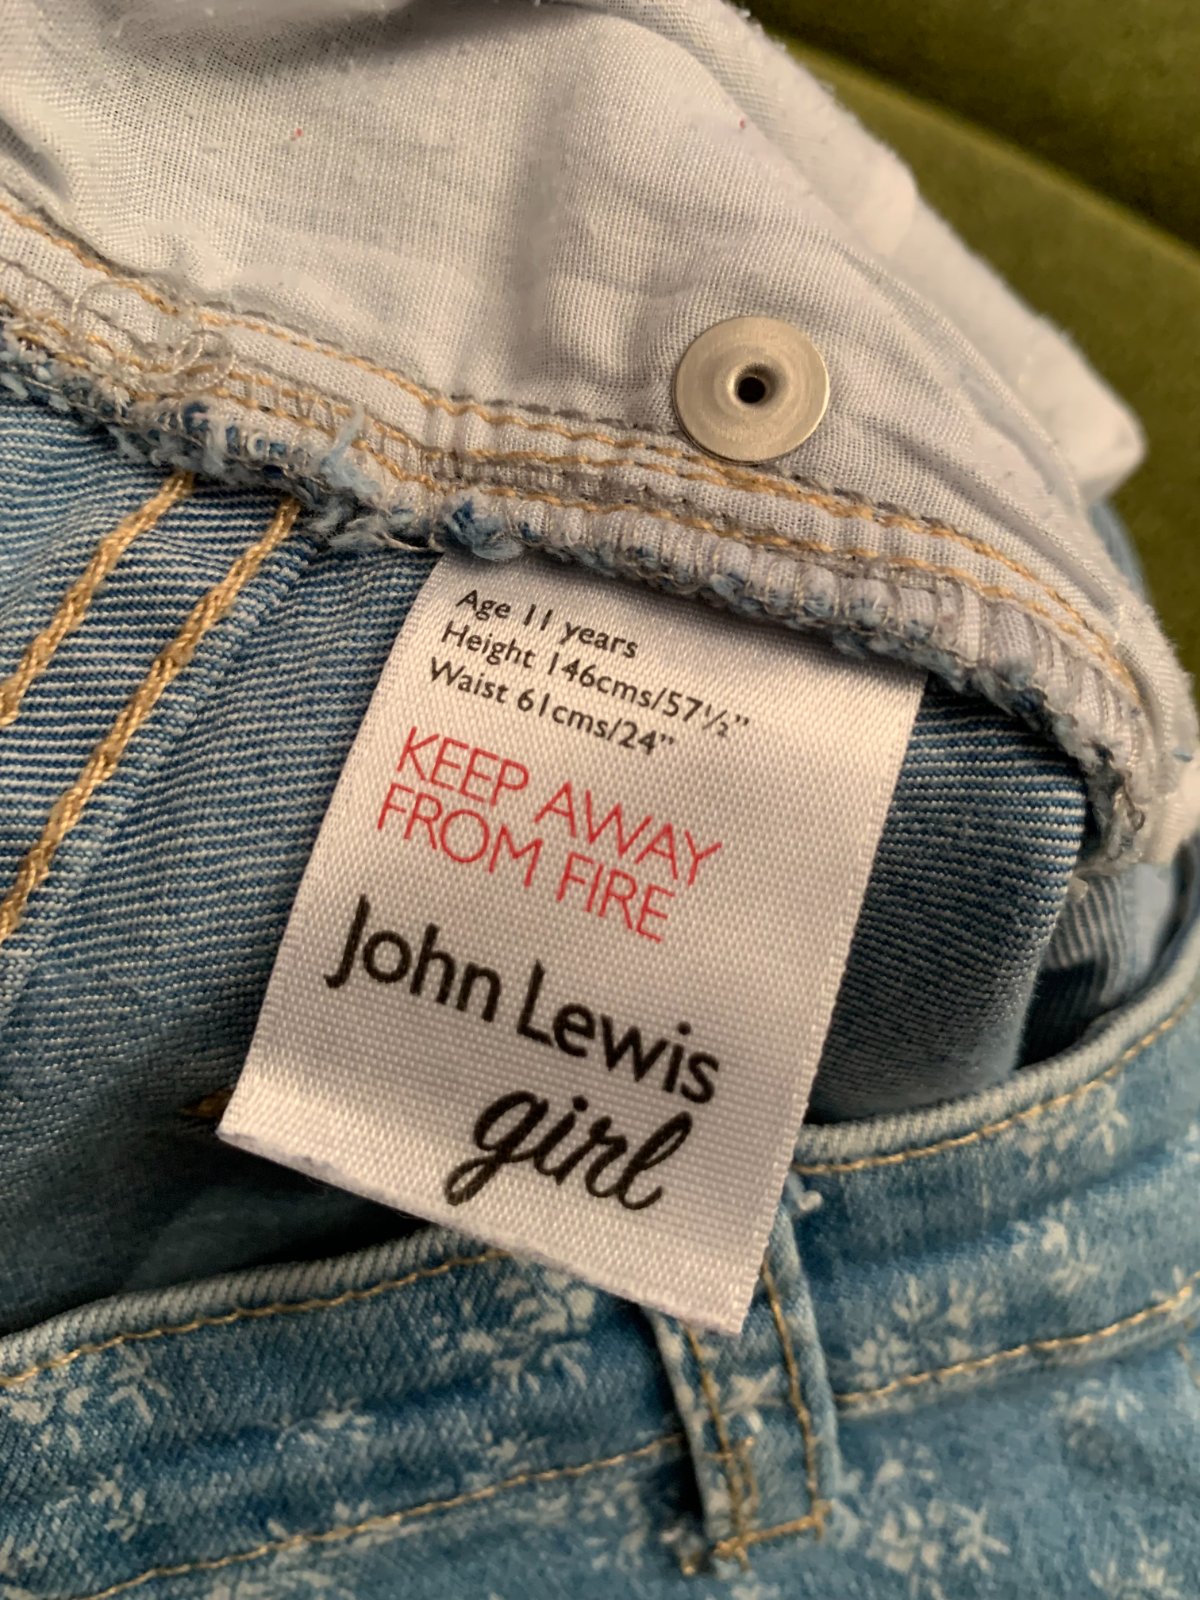 Age 11 years
Height 146cms/57½"
Waist 61cms/24"
KEEP AWAY
FROM FIRE
John Lewis
girl